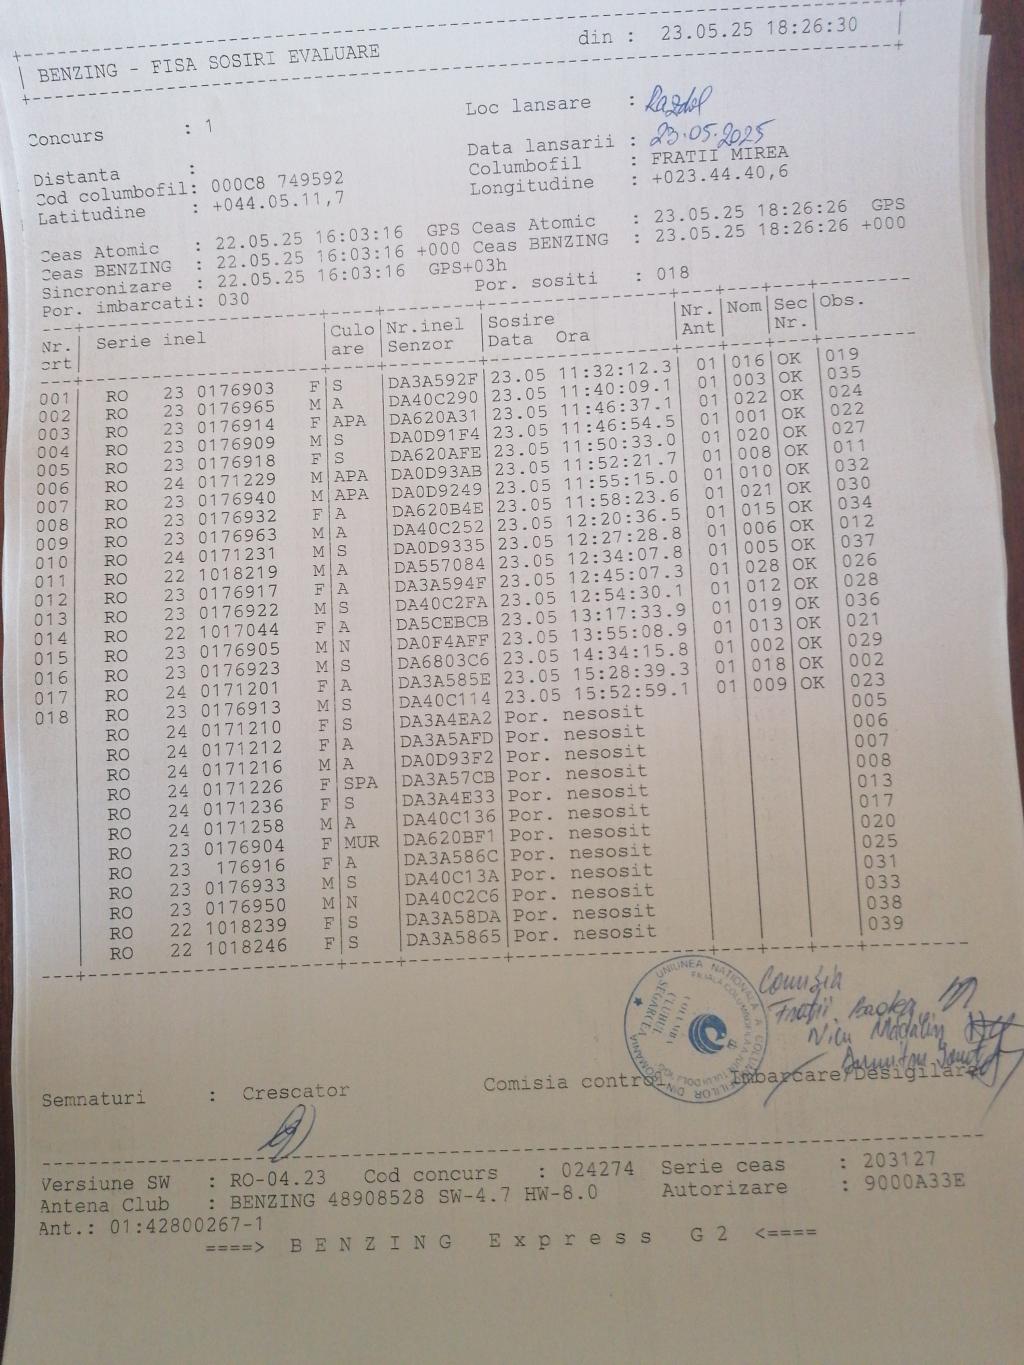 BENZING - FISA SOSIRI EVALUARE din : 23.05.25 18:26:30
Concurs : 1 Loc lansare : Razdel
Distanta : Data lansarii : 23.05.2025
Cod columbofil: 000C8 749592 Columbofil : FRATII MIREA
Latitudine : +044.05.11,7 Longitudine : +023.44.40,6
Ceas Atomic : 22.05.25 16:03:16 GPS Ceas Atomic : 23.05.25 18:26:26 GPS
Ceas BENZING : 22.05.25 16:03:16 +000 Ceas BENZING : 23.05.25 18:26:26 +000
Sincronizare : 22.05.25 16:03:16 GPS+03h
Por. imbarcati: 030 Por. sositi : 018
Nr. Serie inel Culo Nr.inel Sosire Nr. Nom Sec Obs.
crt are Senzor Data Ora Ant Nr.
001 RO 23 0176903 F S DA3A592F 23.05 11:32:12.3 01 016 OK 019
002 RO 23 0176965 M A DA40C290 23.05 11:40:09.1 01 003 OK 035
003 RO 23 0176914 F APA DA620A31 23.05 11:46:37.1 01 022 OK 024
004 RO 23 0176909 M S DA0D91F4 23.05 11:46:54.5 01 001 OK 022
005 RO 23 0176918 F S DA620AFE 23.05 11:50:33.0 01 020 OK 027
006 RO 24 0171229 M APA DA0D93AB 23.05 11:52:21.7 01 008 OK 011
007 RO 23 0176940 M APA DA0D9249 23.05 11:55:15.0 01 010 OK 032
008 RO 23 0176932 F A DA620B4E 23.05 11:58:23.6 01 021 OK 030
009 RO 23 0176963 M A DA40C252 23.05 12:20:36.5 01 015 OK 034
010 RO 24 0171231 M S DA0D9335 23.05 12:27:28.8 01 006 OK 012
011 RO 22 1018219 M A DA557084 23.05 12:34:07.8 01 005 OK 037
012 RO 23 0176917 F A DA3A594F 23.05 12:45:07.3 01 028 OK 026
013 RO 23 0176922 M S DA40C2FA 23.05 12:54:30.1 01 012 OK 028
014 RO 22 1017044 F A DA5CEBCB 23.05 13:17:33.9 01 019 OK 036
015 RO 23 0176905 M N DA0F4AFF 23.05 13:55:08.9 01 013 OK 021
016 RO 23 0176923 M S DA6803C6 23.05 14:34:15.8 01 002 OK 029
017 RO 24 0171201 F A DA3A585E 23.05 15:28:39.3 01 018 OK 002
018 RO 23 0176913 M S DA40C114 23.05 15:52:59.1 01 009 OK 023
RO 24 0171210 F S DA3A4EA2 Por. nesosit 005
RO 24 0171212 F A DA3A5AFD Por. nesosit 006
RO 24 0171216 M A DA0D93F2 Por. nesosit 007
RO 24 0171226 F SPA DA3A57CB Por. nesosit 008
RO 24 0171236 F S DA3A4E33 Por. nesosit 013
RO 24 0171258 M A DA40C136 Por. nesosit 017
RO 23 0176904 F MUR DA620BF1 Por. nesosit 020
RO 23 176916 F A DA3A586C Por. nesosit 025
RO 23 0176933 M S DA40C13A Por. nesosit 031
RO 23 0176950 M N DA40C2C6 Por. nesosit 033
RO 22 1018239 F S DA3A58DA Por. nesosit 038
RO 22 1018246 F S DA3A5865 Por. nesosit 039
UNIUNEA NATIONALA A COLUMBOFILILOR DIN ROMANIA
CLUBUL
SEGARCEA
Comisia
Fratii
Nicu Madalin
Dumitru Ionut
Semnaturi : Crescator Comisia control Imbarcare/Desigilare
Versiune SW : RO-04.23 Cod concurs : 024274 Serie ceas : 203127
Antena Club : BENZING 48908528 SW-4.7 HW-8.0 Autorizare : 9000A33E
Ant.: 01:42800267-1
====> B E N Z I N G E x p r e s s G 2 <====